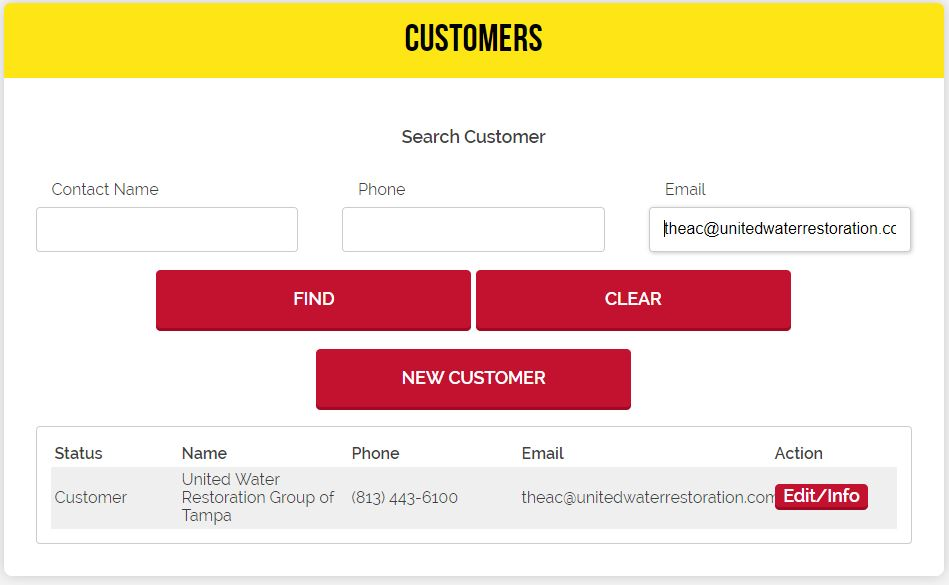 CUSTOMERS
Search Customer
Contact Name Phone Email
theac@unitedwaterrestoration.cc
FIND CLEAR
NEW CUSTOMER
Status Name Phone Email Action
Customer United Water Restoration Group of Tampa (813) 443-6100 theac@unitedwaterrestoration.com Edit/Info